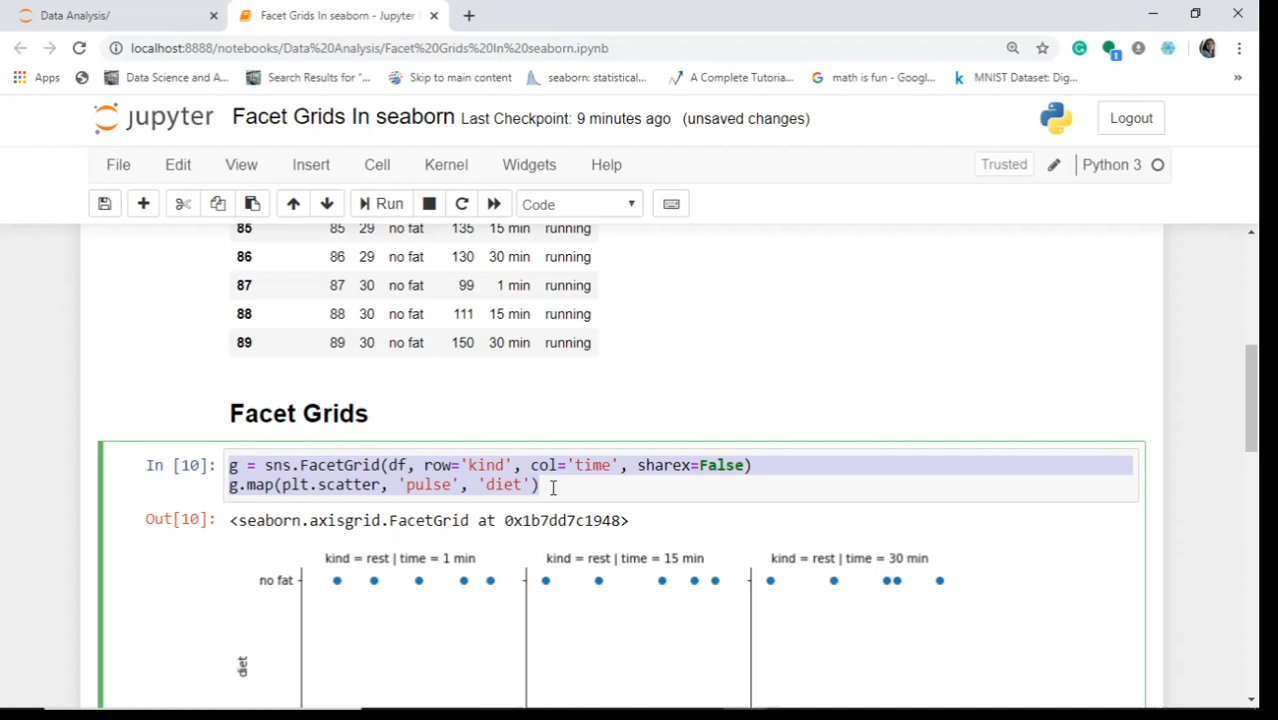 Data Analysis/
Facet Grids In seaborn - Jupyter
localhost:8888/notebooks/Data%20Analysis/Facet%20Grids%20In%20seaborn.ipynb
1
Apps
Data Science and A...
Search Results for "...
Skip to main content
seaborn: statistical...
A Complete Tutoria...
math is fun - Googl...
MNIST Dataset: Dig...
»
jupyter
Facet Grids In seaborn Last Checkpoint: 9 minutes ago (unsaved changes)
Logout
File Edit View Insert Cell Kernel Widgets Help
Trusted
Python 3
Run
Code
85 85 29 no fat 135 15 min running
86 86 29 no fat 130 30 min running
87 87 30 no fat 99 1 min running
88 88 30 no fat 111 15 min running
89 89 30 no fat 150 30 min running
Facet Grids
In [10]: g = sns.FacetGrid(df, row='kind', col='time', sharex=False)
g.map(plt.scatter, 'pulse', 'diet')
Out[10]: <seaborn.axisgrid.FacetGrid at 0x1b7dd7c1948>
kind = rest | time = 1 min
kind = rest | time = 15 min
kind = rest | time = 30 min
no fat
diet